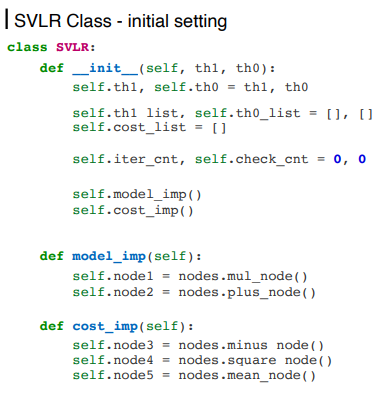 SVLR Class - initial setting
class SVLR:
    def __init__(self, th1, th0):
        self.th1, self.th0 = th1, th0
        self.th1 list, self.th0_list = [], []
        self.cost_list = []
        self.iter_cnt, self.check_cnt = 0, 0
        self.model_imp()
        self.cost_imp()
    def model_imp(self):
        self.node1 = nodes.mul_node()
        self.node2 = nodes.plus_node()
    def cost_imp(self):
        self.node3 = nodes.minus node()
        self.node4 = nodes.square node()
        self.node5 = nodes.mean_node()